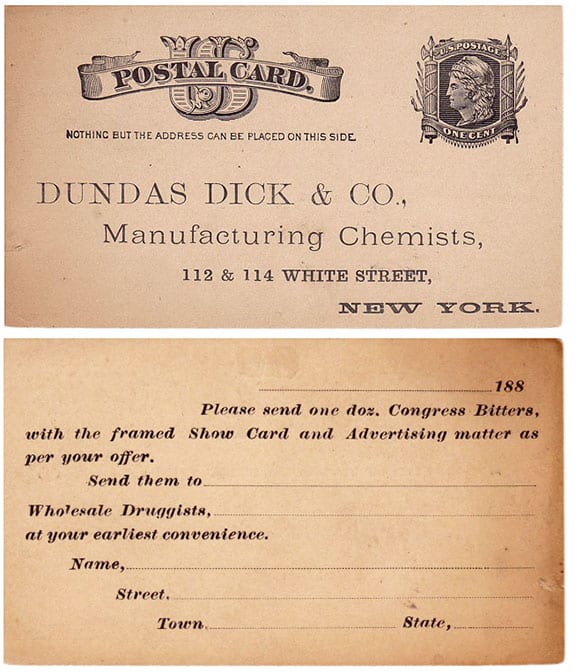 US
POSTAL CARD.
U.S. POSTAGE
ONE CENT
NOTHING BUT THE ADDRESS CAN BE PLACED ON THIS SIDE.
DUNDAS DICK & CO.,
Manufacturing Chemists,
112 & 114 WHITE STREET,
NEW YORK.
188
Please send one doz. Congress Bitters,
with the framed Show Card and Advertising matter as
per your offer.
Send them to
Wholesale Druggists,
at your earliest convenience.
Name,
Street,
Town, State,